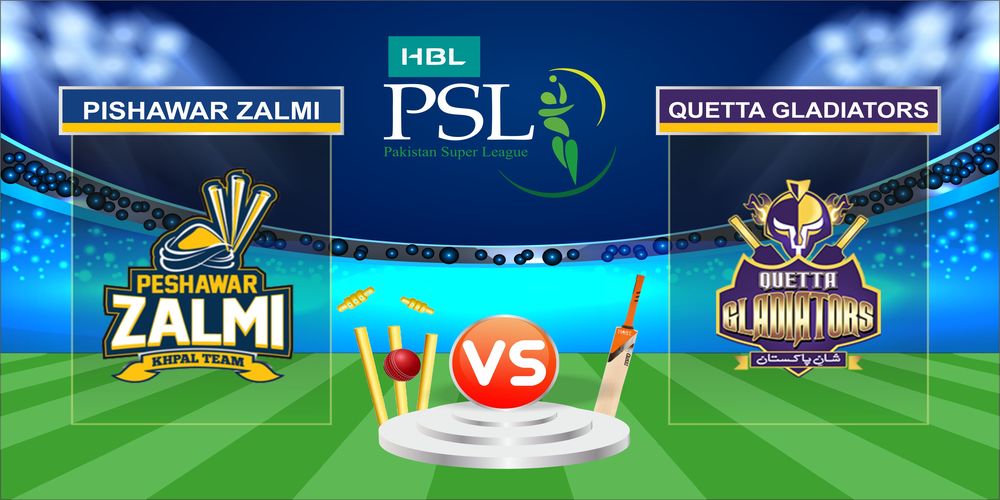 HBL
PSL
Pakistan Super League
PISHAWAR ZALMI
QUETTA GLADIATORS
PESHAWAR
ZALMI
KHPAL TEAM
QUETTA
GLADIATORS
شانِ پاکستان
VS